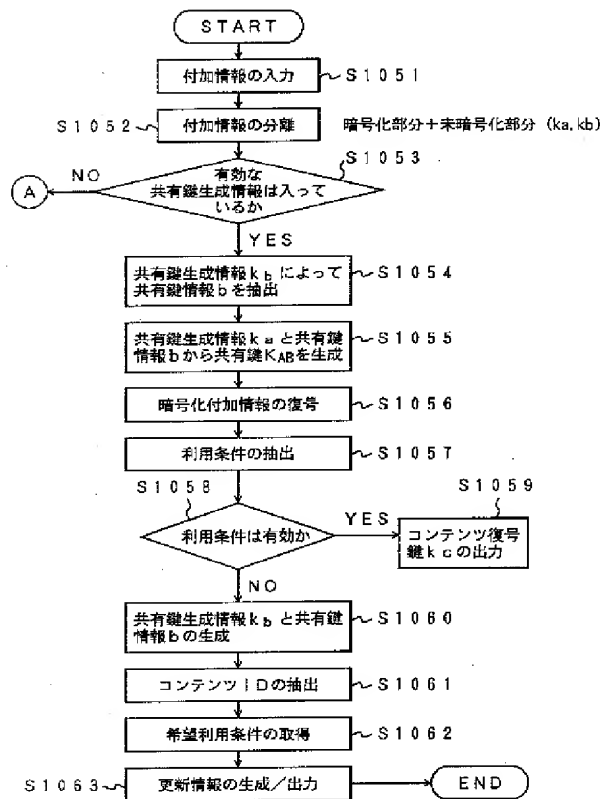 START
付加情報の入力
S1051
S1052
付加情報の分離
暗号化部分＋未暗号化部分（ka,kb）
S1053
有効な
共有鍵生成情報は入って
いるか
NO
A
YES
共有鍵生成情報kbによって
共有鍵情報bを抽出
S1054
共有鍵生成情報kaと共有鍵
情報bから共有鍵KABを生成
S1055
暗号化付加情報の復号
S1056
利用条件の抽出
S1057
S1058
利用条件は有効か
YES
S1059
コンテンツ復号
鍵kcの出力
NO
共有鍵生成情報kbと共有鍵
情報bの生成
S1060
コンテンツIDの抽出
S1061
希望利用条件の取得
S1062
S1063
更新情報の生成／出力
END